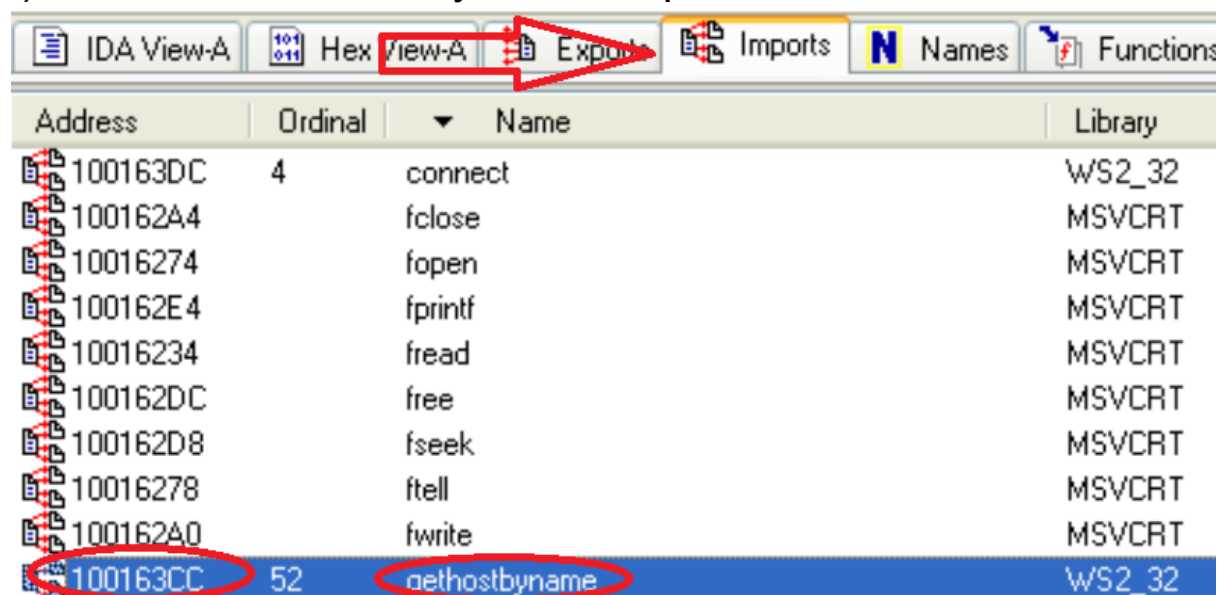 IDA View-A Hex View-A Exports Imports Names Functions
Address Ordinal Name Library
100163DC 4 connect WS2_32
100162A4 fclose MSVCRT
10016274 fopen MSVCRT
100162E4 fprintf MSVCRT
10016234 fread MSVCRT
100162DC free MSVCRT
100162D8 fseek MSVCRT
10016278 ftell MSVCRT
100162A0 fwrite MSVCRT
100163CC 52 gethostbyname WS2_32